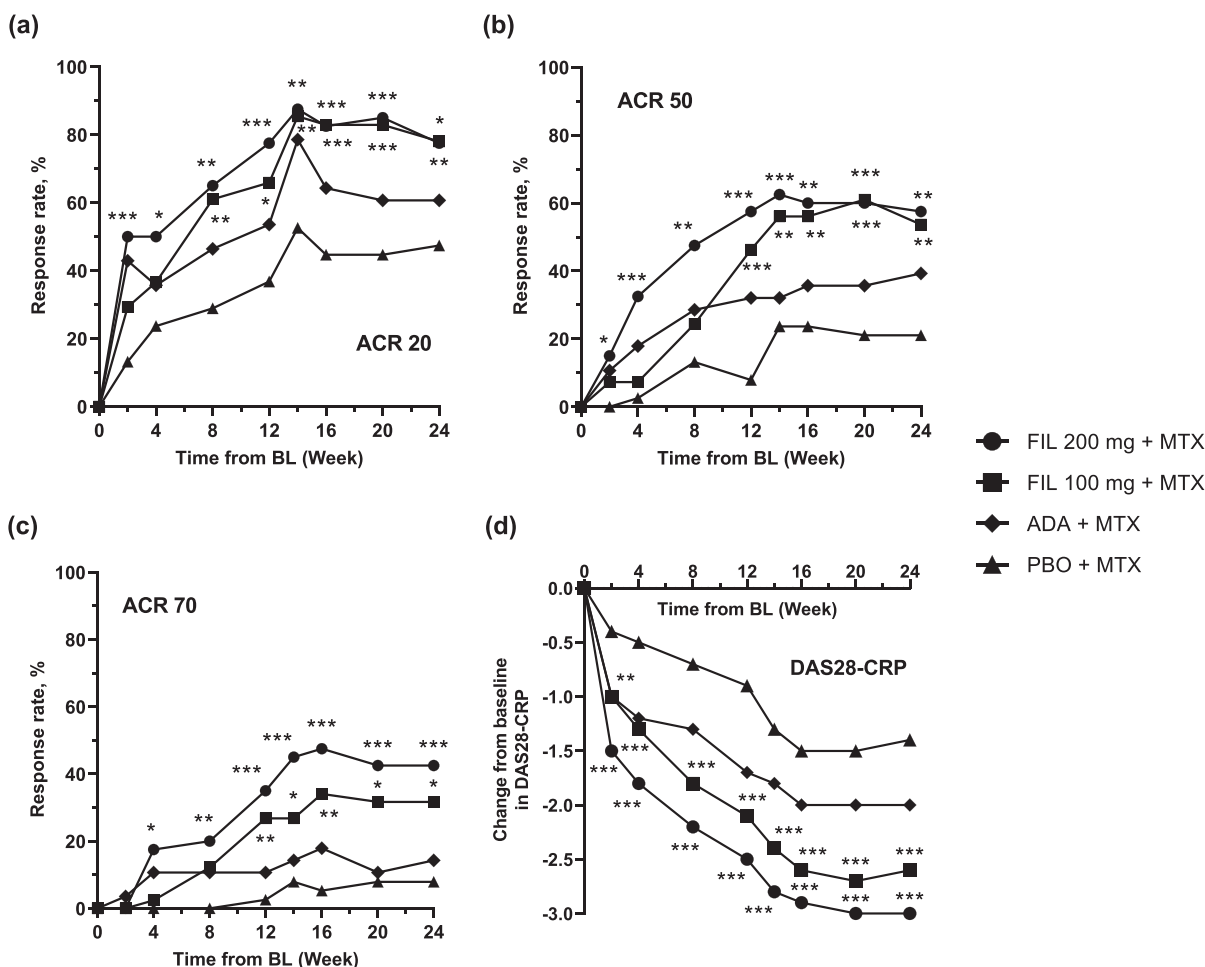 (a)
100
80
60
40
20
0
Response rate, %
*** * ** *** ** *** *** *
** * ** *** *** **
ACR 20
0 4 8 12 16 20 24
Time from BL (Week)
(b)
100
80
60
40
20
0
Response rate, %
ACR 50
* *** ** *** *** ** *** **
*** ** ** *** **
0 4 8 12 16 20 24
Time from BL (Week)
FIL 200 mg + MTX
FIL 100 mg + MTX
ADA + MTX
PBO + MTX
(c)
100
80
60
40
20
0
Response rate, %
ACR 70
* ** *** *** *** *** ***
** * ** * *
0 4 8 12 16 20 24
Time from BL (Week)
(d)
0 4 8 12 16 20 24
Time from BL (Week)
0.0
-0.5
-1.0
-1.5
-2.0
-2.5
-3.0
Change from baseline
in DAS28-CRP
DAS28-CRP
** *** *** *** *** *** *** ***
*** *** *** *** *** *** *** ***